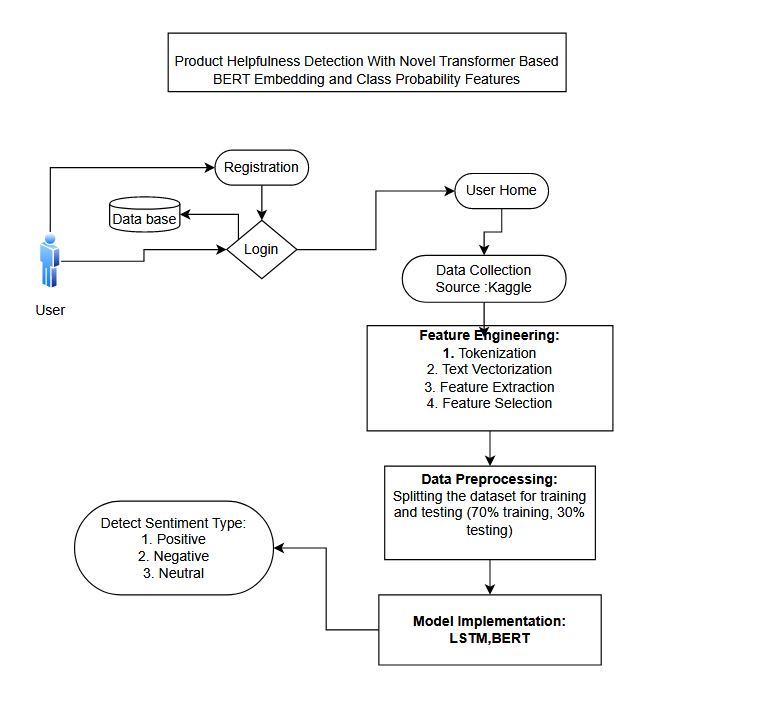 Product Helpfulness Detection With Novel Transformer Based
BERT Embedding and Class Probability Features
Registration
User Home
Data base
Login
User
Data Collection
Source :Kaggle
Feature Engineering:
1. Tokenization
2. Text Vectorization
3. Feature Extraction
4. Feature Selection
Data Preprocessing:
Splitting the dataset for training
and testing (70% training, 30%
testing)
Detect Sentiment Type:
1. Positive
2. Negative
3. Neutral
Model Implementation:
LSTM,BERT